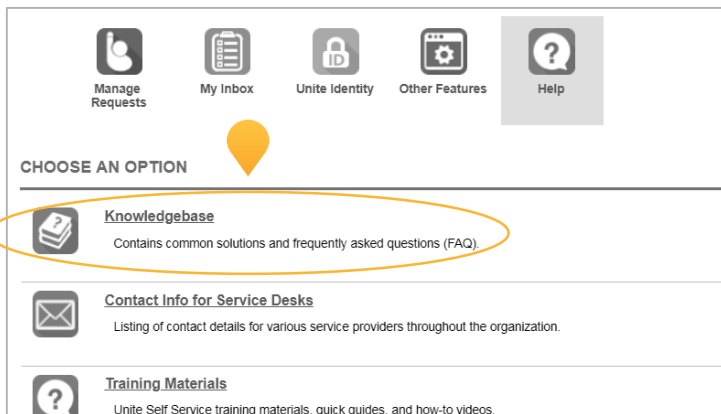 Manage Requests
My Inbox
Unite Identity
Other Features
Help
CHOOSE AN OPTION
Knowledgebase
Contains common solutions and frequently asked questions (FAQ).
Contact Info for Service Desks
Listing of contact details for various service providers throughout the organization.
Training Materials
Unite Self Service training materials, quick guides, and how-to videos.